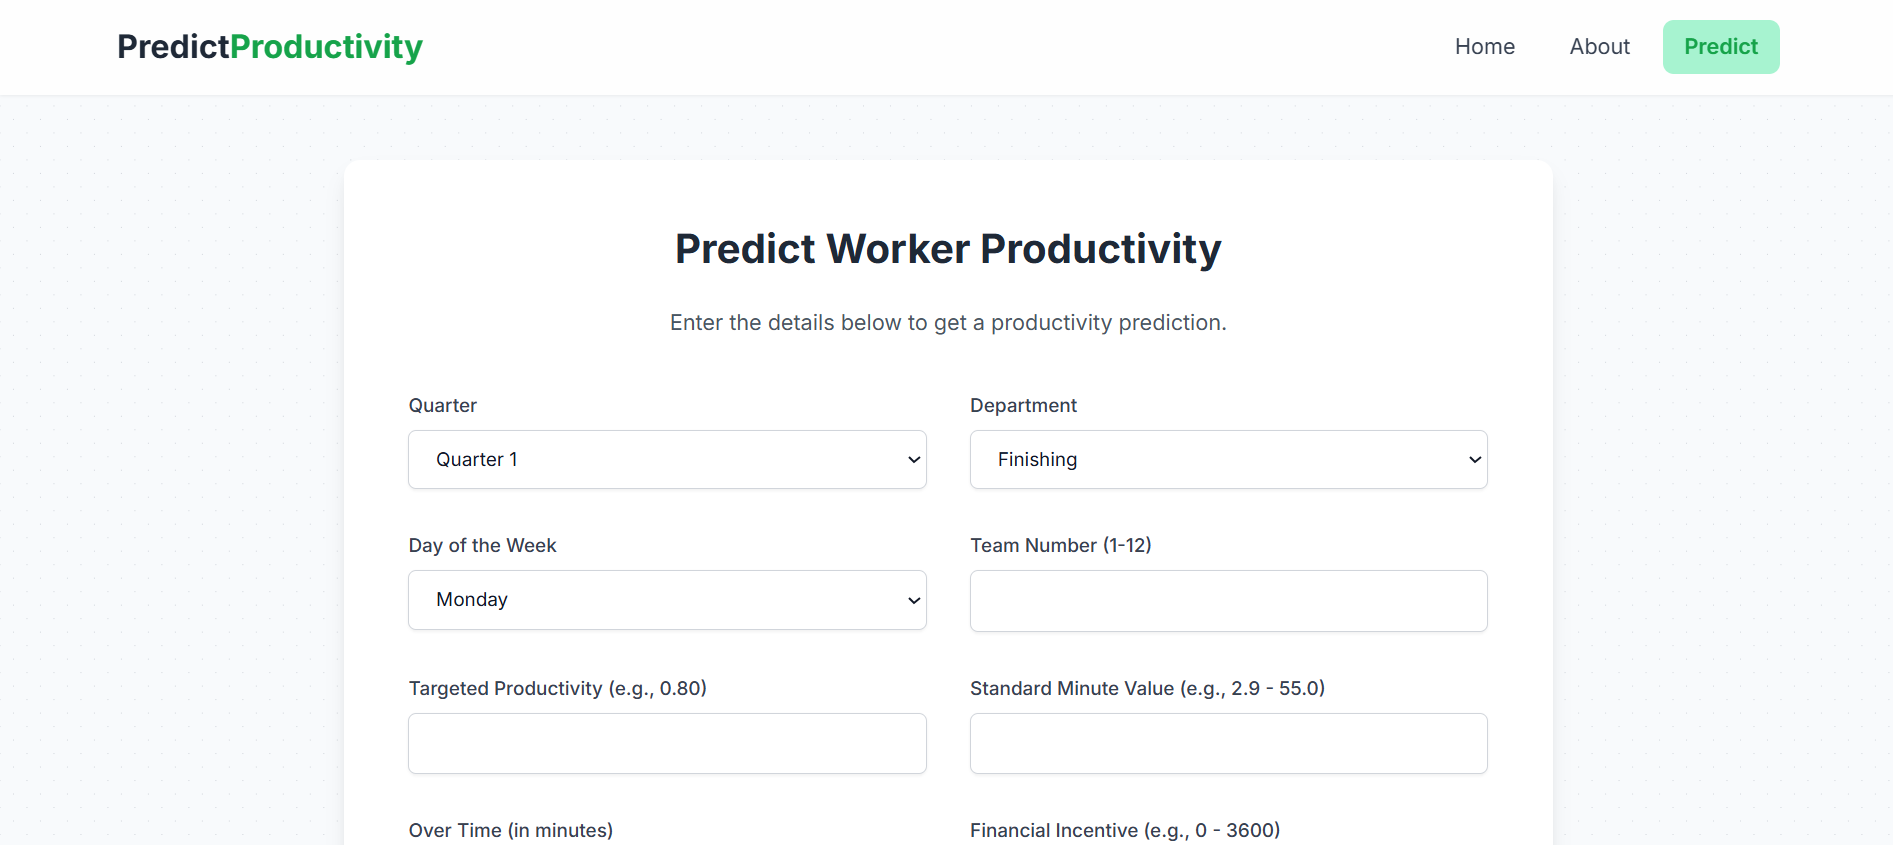 PredictProductivity
Home About Predict
Predict Worker Productivity
Enter the details below to get a productivity prediction.
Quarter
Quarter 1
Department
Finishing
Day of the Week
Monday
Team Number (1-12)
Targeted Productivity (e.g., 0.80)
Standard Minute Value (e.g., 2.9 - 55.0)
Over Time (in minutes)
Financial Incentive (e.g., 0 - 3600)